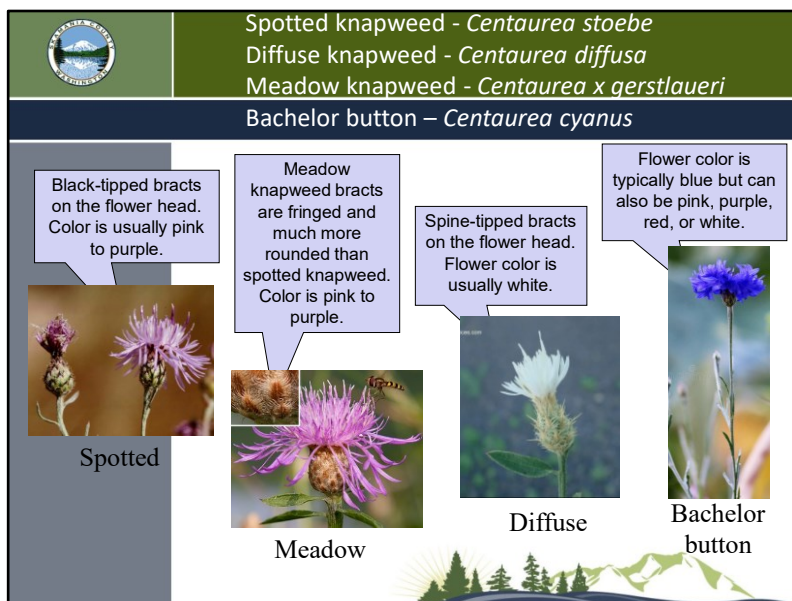 SKAMANIA COUNTY
WASHINGTON
Spotted knapweed - Centaurea stoebe
Diffuse knapweed - Centaurea diffusa
Meadow knapweed - Centaurea x gerstlaueri
Bachelor button – Centaurea cyanus
Black-tipped bracts
on the flower head.
Color is usually pink
to purple.
Meadow
knapweed bracts
are fringed and
much more
rounded than
spotted knapweed.
Color is pink to
purple.
Spine-tipped bracts
on the flower head.
Flower color is
usually white.
Flower color is
typically blue but can
also be pink, purple,
red, or white.
Spotted
Meadow
Diffuse
Bachelor
button